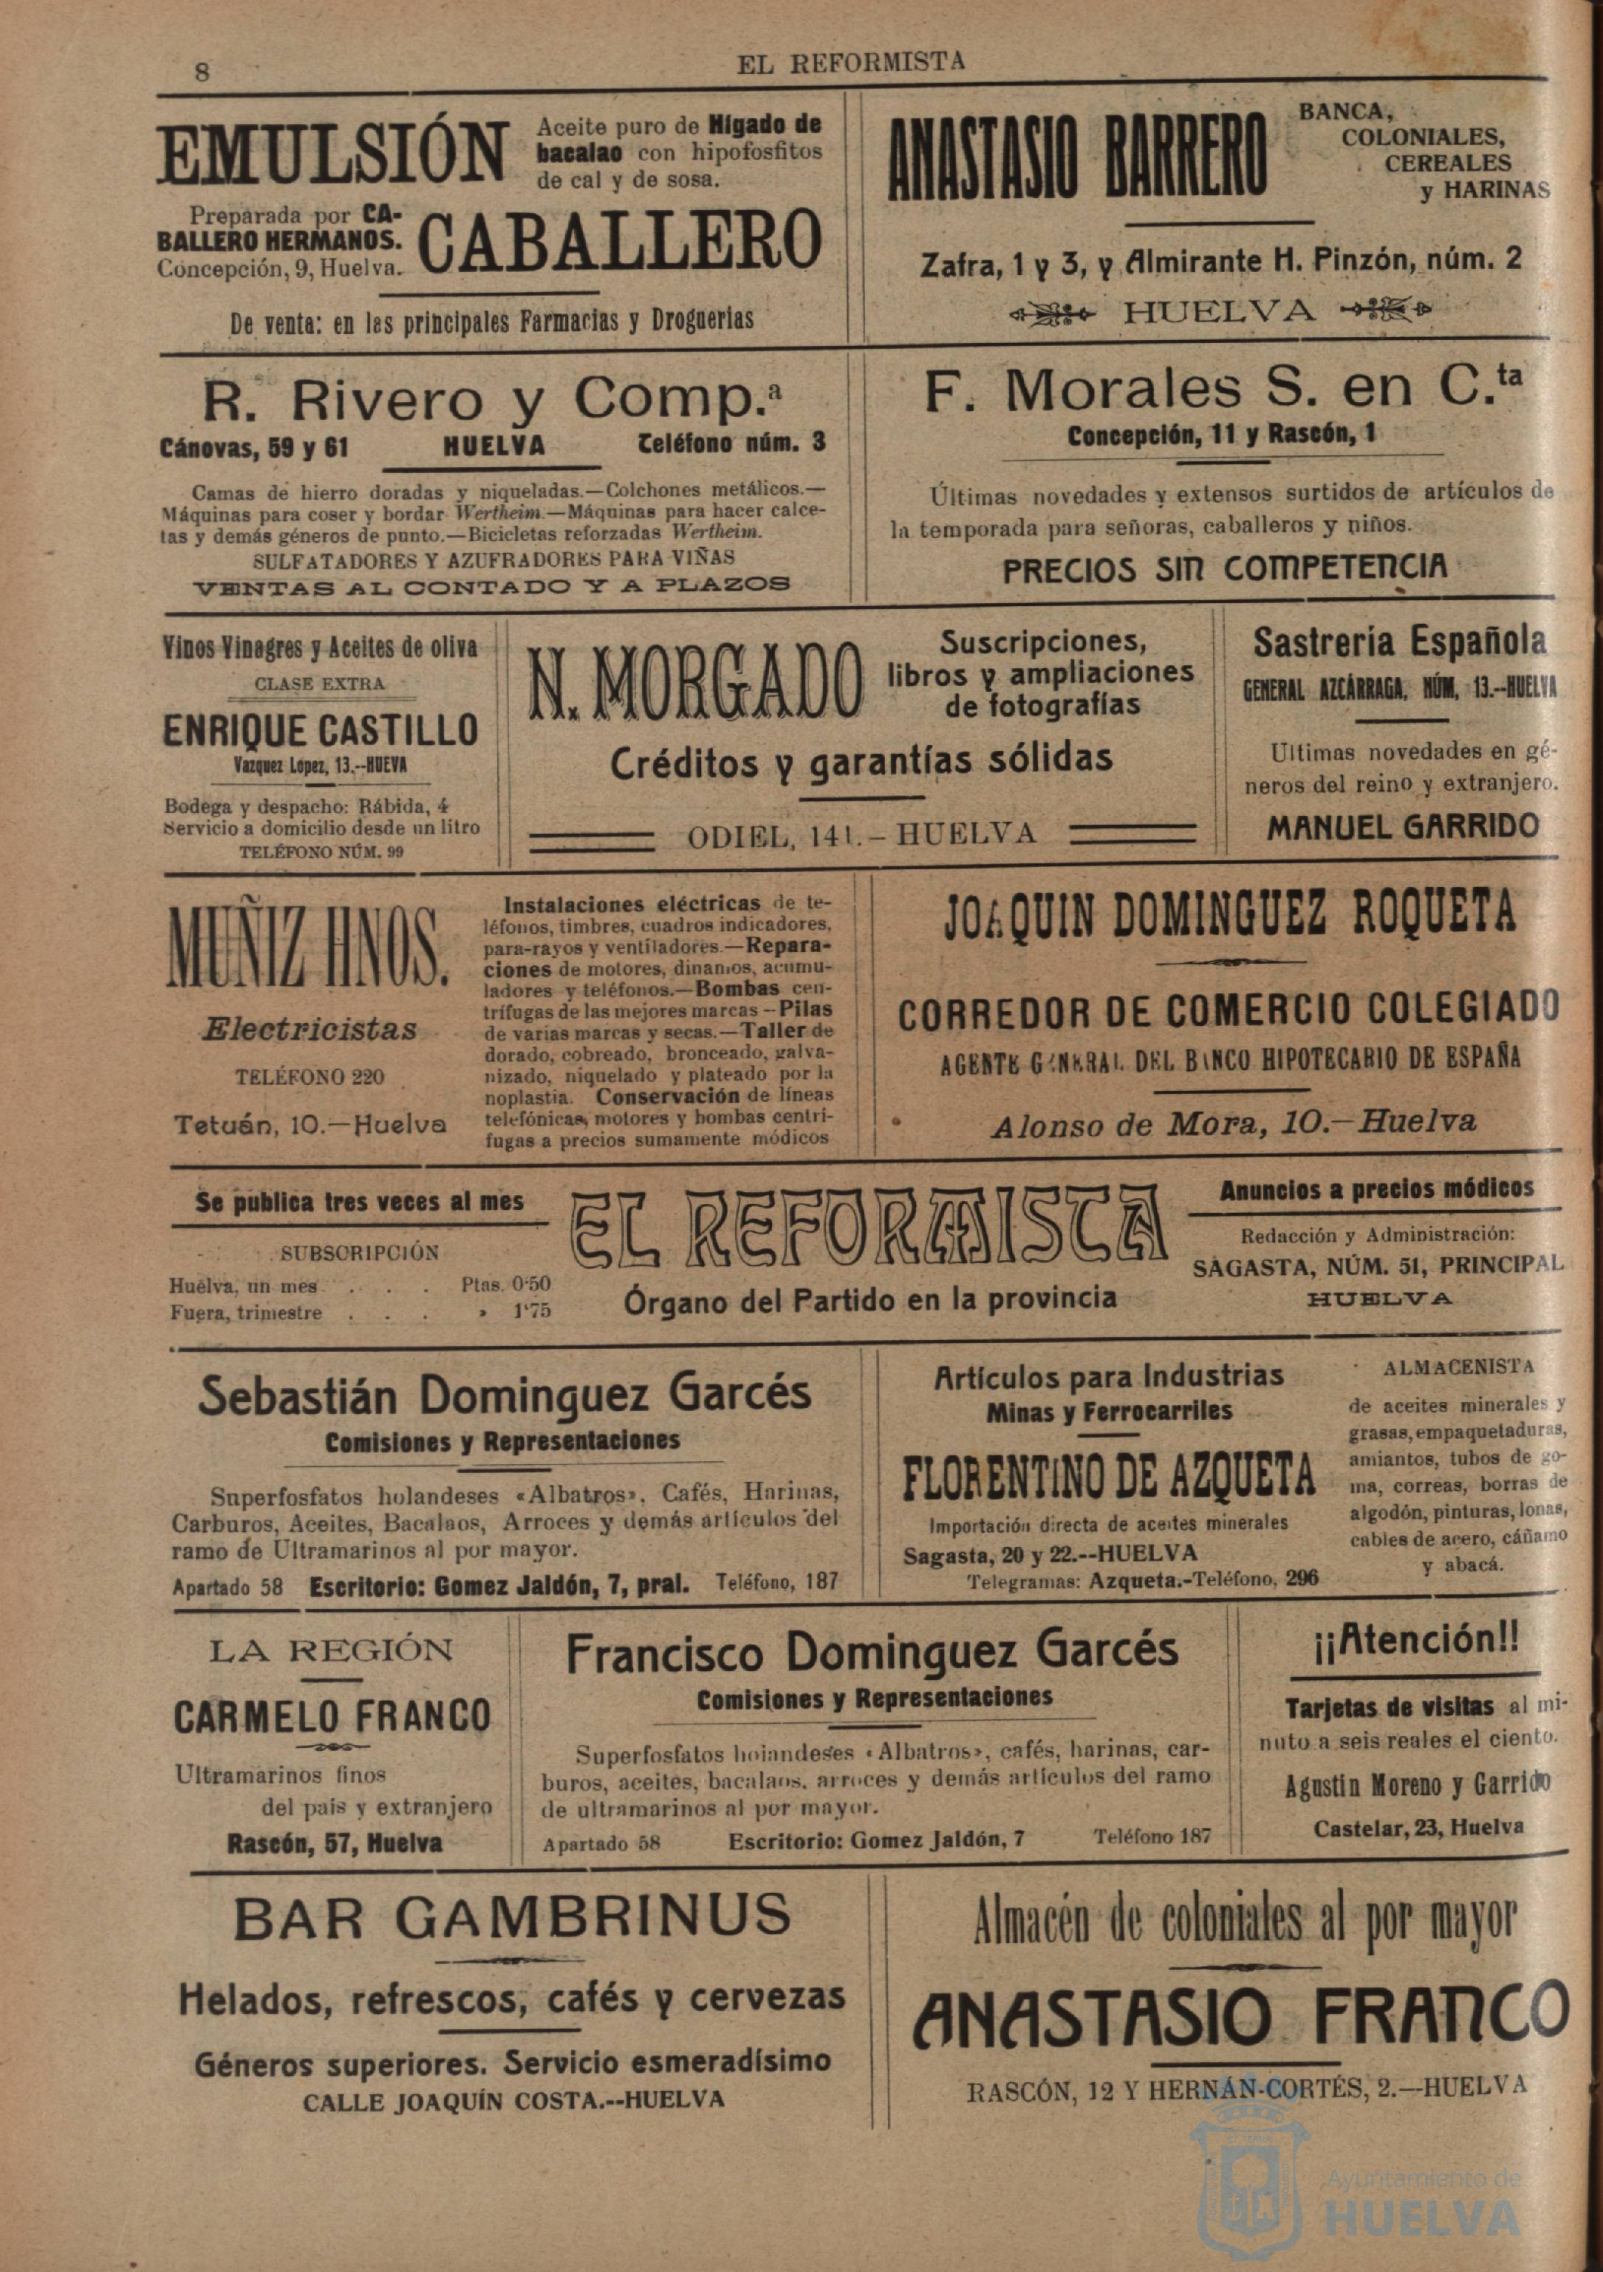 8
EL REFORMISTA
EMULSIÓN
Aceite puro de Hígado de
bacalao con hipofosfitos
de cal y de sosa.
Preparada por CA-
BALLERO HERMANOS.
Concepción, 9, Huelva.
CABALLERO
De venta: en las principales Farmacias y Droguerias
ANASTASIO BARRERO
BANCA,
COLONIALES,
CEREALES
y HARINAS
Zafra, 1 y 3, y Almirante H. Pinzón, núm. 2
HUELVA
R. Rivero y Comp.ª
Cánovas, 59 y 61 HUELVA Teléfono núm. 3
Camas de hierro doradas y niqueladas.—Colchones metálicos.—
Máquinas para coser y bordar Wertheim.—Máquinas para hacer calce-
tas y demás géneros de punto.—Bicicletas reforzadas Wertheim.
SULFATADORES Y AZUFRADORES PARA VIÑAS
VENTAS AL CONTADO Y A PLAZOS
F. Morales S. en C.ta
Concepción, 11 y Rascón, 1
Últimas novedades y extensos surtidos de artículos de
la temporada para señoras, caballeros y niños.
PRECIOS SIN COMPETENCIA
Vinos Vinagres y Aceites de oliva
CLASE EXTRA
ENRIQUE CASTILLO
Vazquez Lopez, 13.--HUEVA
Bodega y despacho: Rábida, 4
Servicio a domicilio desde un litro
TELÉFONO NÚM. 99
N. MORGADO
Suscripciones,
libros y ampliaciones
de fotografías
Créditos y garantías sólidas
ODIEL, 141.—HUELVA
Sastrería Española
GENERAL AZCÁRRAGA, NÚM, 13.--HUELVA
Ultimas novedades en gé-
neros del reino y extranjero.
MANUEL GARRIDO
MUÑIZ HNOS.
Electricistas
TELÉFONO 220
Tetuán, 10.—Huelva
Instalaciones eléctricas de te-
léfonos, timbres, cuadros indicadores,
para-rayos y ventiladores.—Repara-
ciones de motores, dinamos, acumu-
ladores y teléfonos.—Bombas cen-
trífugas de las mejores marcas—Pilas
de varias marcas y secas.—Taller de
dorado, cobreado, bronceado, galva-
nizado, niquelado y plateado por la
noplastia. Conservación de líneas
telefónicas, motores y bombas centrí-
fugas a precios sumamente módicos
JOAQUIN DOMINGUEZ ROQUETA
CORREDOR DE COMERCIO COLEGIADO
AGENTE GENERAL DEL BANCO HIPOTECARIO DE ESPAÑA
Alonso de Mora, 10.—Huelva
Se publica tres veces al mes
SUBSCRIPCIÓN
Huelva, un mes . . . Ptas. 0'50
Fuera, trimestre . . . » 1'75
EL REFORMISTA
Órgano del Partido en la provincia
Anuncios a precios módicos
Redacción y Administración:
SAGASTA, NÚM. 51, PRINCIPAL
HUELVA
Sebastián Dominguez Garcés
Comisiones y Representaciones
Superfosfatos holandeses «Albatros», Cafés, Harinas,
Carburos, Aceites, Bacalaos, Arroces y demás artículos del
ramo de Ultramarinos al por mayor.
Apartado 58 Escritorio: Gomez Jaldón, 7, pral. Teléfono, 187
Artículos para Industrias
Minas y Ferrocarriles
FLORENTINO DE AZQUETA
Importación directa de aceites minerales
Sagasta, 20 y 22.--HUELVA
Telegramas: Azqueta.-Teléfono, 296
ALMACENISTA
de aceites minerales y
grasas, empaquetaduras,
amiantos, tubos de go-
ma, correas, borras de
algodón, pinturas, lonas,
cables de acero, cáñamo
y abacá.
LA REGIÓN
CARMELO FRANCO
Ultramarinos finos
del país y extranjero
Rascón, 57, Huelva
Francisco Dominguez Garcés
Comisiones y Representaciones
Superfosfatos holandeses «Albatros», cafés, harinas, car-
buros, aceites, bacalaos, arroces y demás artículos del ramo
de ultramarinos al por mayor.
Apartado 58 Escritorio: Gomez Jaldón, 7 Teléfono 187
¡¡Atención!!
Tarjetas de visitas al mi-
nuto a seis reales el ciento.
Agustin Moreno y Garrido
Castelar, 23, Huelva
BAR GAMBRINUS
Helados, refrescos, cafés y cervezas
Géneros superiores. Servicio esmeradísimo
CALLE JOAQUÍN COSTA.--HUELVA
Almacén de coloniales al por mayor
ANASTASIO FRANCO
RASCÓN, 12 Y HERNÁN-CORTÉS, 2.—HUELVA
Ayuntamiento de
HUELVA